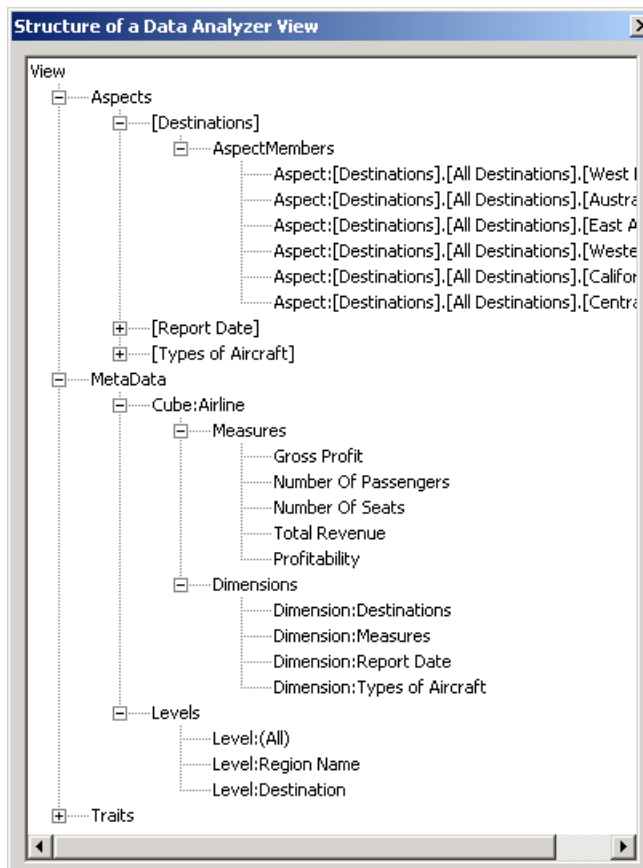 Structure of a Data Analyzer View
View
Aspects
[Destinations]
AspectMembers
Aspect:[Destinations].[All Destinations].[West
Aspect:[Destinations].[All Destinations].[Austra
Aspect:[Destinations].[All Destinations].[East A
Aspect:[Destinations].[All Destinations].[Weste
Aspect:[Destinations].[All Destinations].[Califor
Aspect:[Destinations].[All Destinations].[Centra
[Report Date]
[Types of Aircraft]
MetaData
Cube:Airline
Measures
Gross Profit
Number Of Passengers
Number Of Seats
Total Revenue
Profitability
Dimensions
Dimension:Destinations
Dimension:Measures
Dimension:Report Date
Dimension:Types of Aircraft
Levels
Level:(All)
Level:Region Name
Level:Destination
Traits